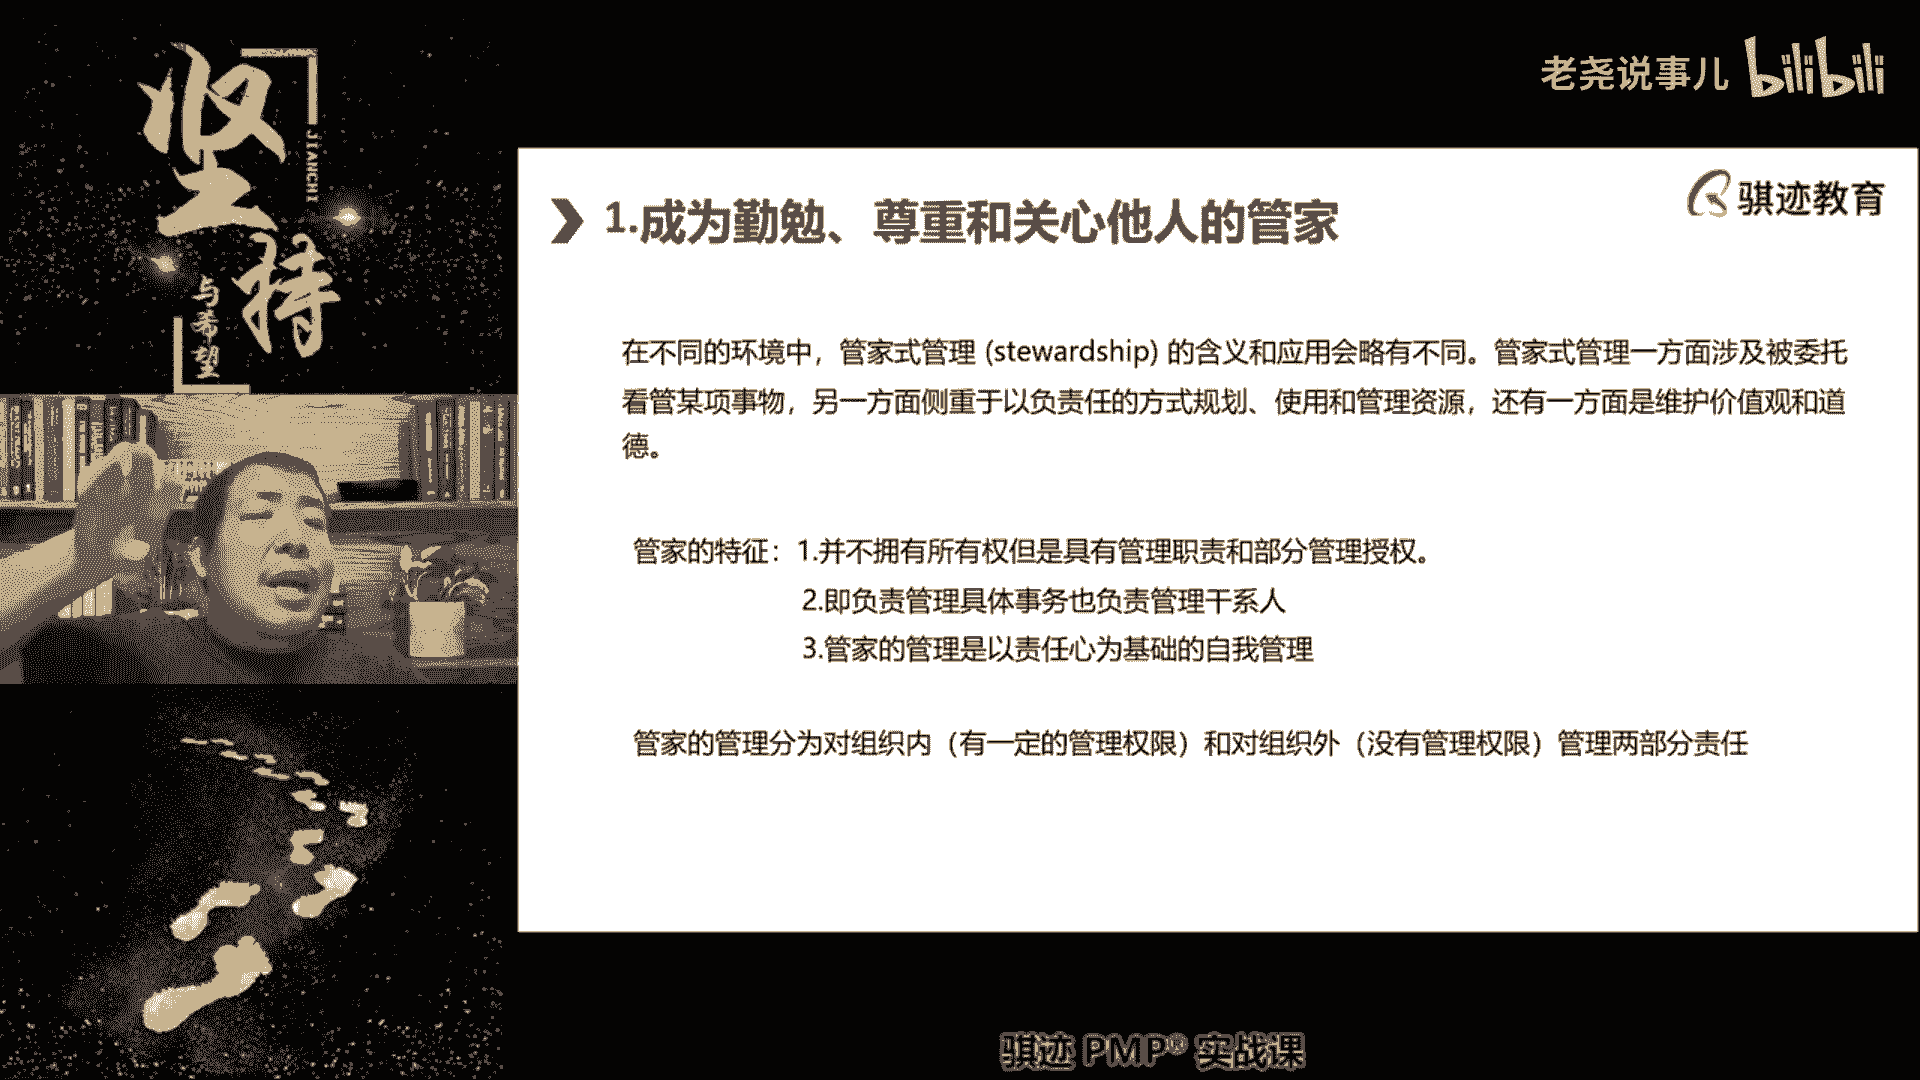 坚持
JIANCHI
与希望
老尧说事儿 bilibili
骐迹教育
1.成为勤勉、尊重和关心他人的管家
在不同的环境中，管家式管理 (stewardship) 的含义和应用会略有不同。管家式管理一方面涉及被委托
看管某项事物，另一方面侧重于以负责任的方式规划、使用和管理资源，还有一方面是维护价值观和道
德。
管家的特征：1.并不拥有所有权但是具有管理职责和部分管理授权。
2.即负责管理具体事务也负责管理干系人
3.管家的管理是以责任心为基础的自我管理
管家的管理分为对组织内（有一定的管理权限）和对组织外（没有管理权限）管理两部分责任
骐迹 PMP® 实战课